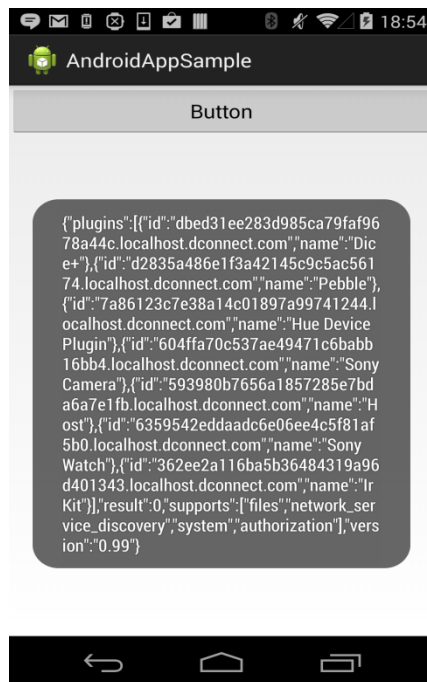 18:54
AndroidAppSample
Button
{"plugins":[{"id":"dbed31ee283d985ca79faf96
78a44c.localhost.dconnect.com","name":"Dic
e+"},{"id":"d2835a486e1f3a42145c9c5ac561
74.localhost.dconnect.com","name":"Pebble"},
{"id":"7a86123c7e38a14c01897a99741244.l
ocalhost.dconnect.com","name":"Hue Device
Plugin"},{"id":"604ffa70c537ae49471c6babb
16bb4.localhost.dconnect.com","name":"Sony
Camera"},{"id":"593980b7656a1857285e7bd
a6a7e1fb.localhost.dconnect.com","name":"H
ost"},{"id":"6359542eddaadc6e06ee4c5f81af
5b0.localhost.dconnect.com","name":"Sony
Watch"},{"id":"362ee2a116ba5b36484319a96
d401343.localhost.dconnect.com","name":"Ir
Kit"}],"result":0,"supports":["files","network_ser
vice_discovery","system","authorization"],"vers
ion":"0.99"}